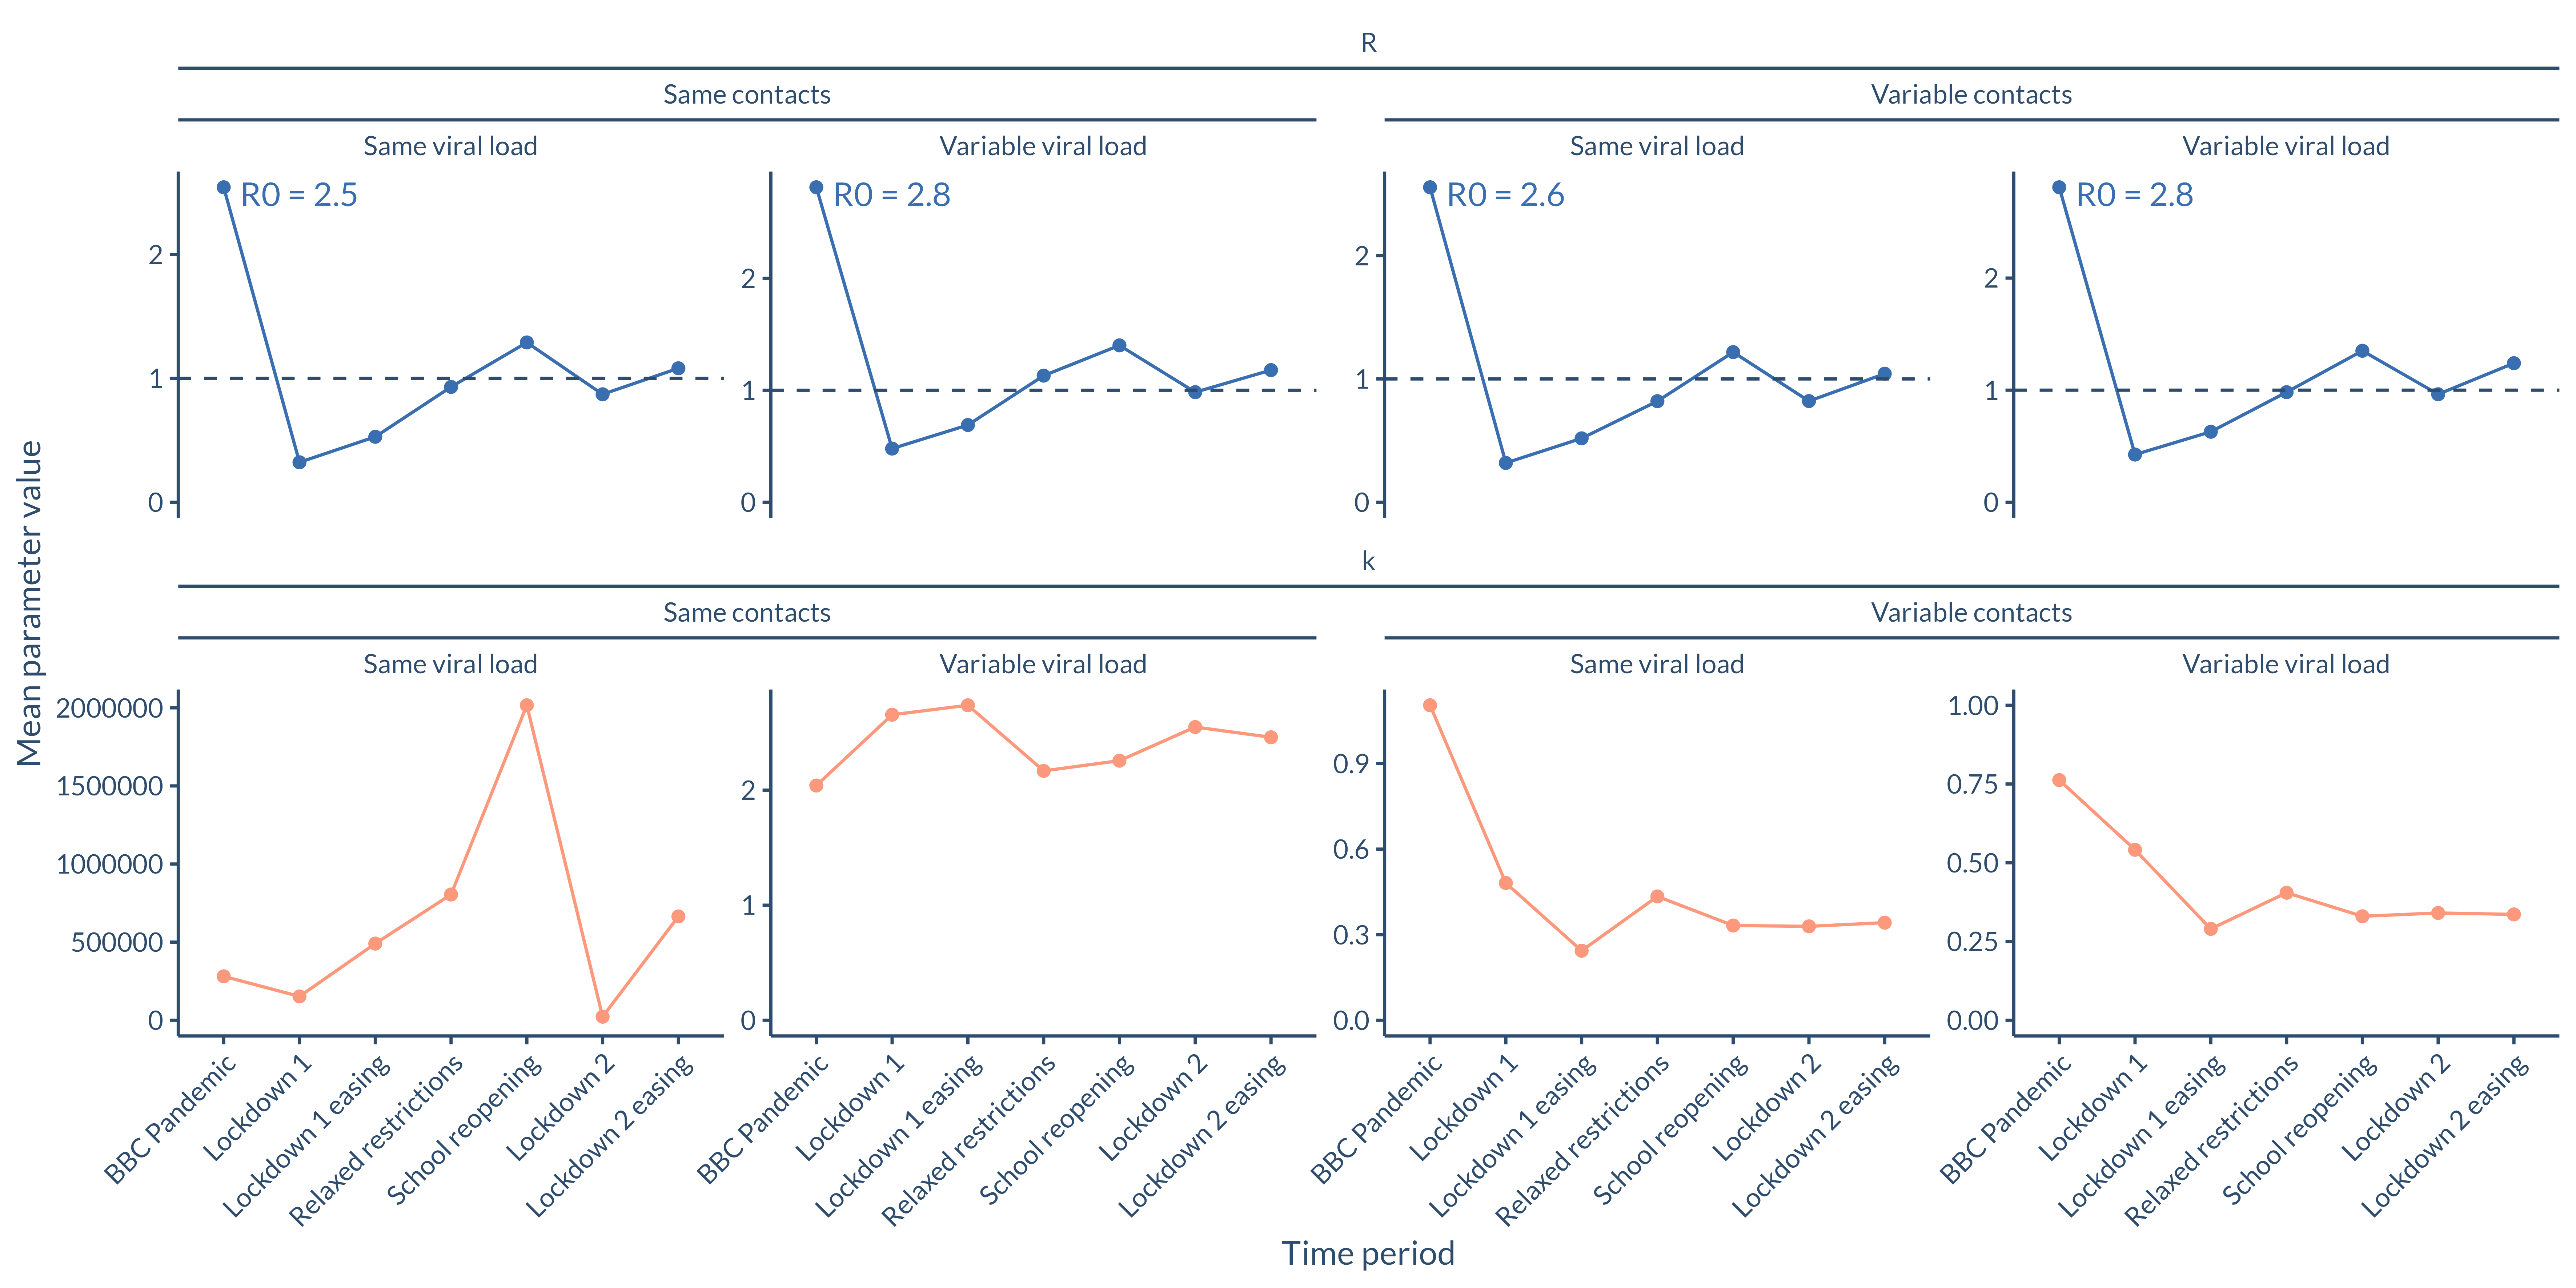 R
Same contacts
Variable contacts
Same viral load
Variable viral load
Same viral load
Variable viral load
R0 = 2.5
R0 = 2.8
R0 = 2.6
R0 = 2.8
2
1
0
2
1
0
2
1
0
2
1
0
Mean parameter value
k
Same contacts
Variable contacts
Same viral load
Variable viral load
Same viral load
Variable viral load
2000000
1500000
1000000
500000
0
2
1
0
0.9
0.6
0.3
0.0
1.00
0.75
0.50
0.25
0.00
BBC Pandemic
Lockdown 1
Lockdown 1 easing
Relaxed restrictions
School reopening
Lockdown 2
Lockdown 2 easing
BBC Pandemic
Lockdown 1
Lockdown 1 easing
Relaxed restrictions
School reopening
Lockdown 2
Lockdown 2 easing
BBC Pandemic
Lockdown 1
Lockdown 1 easing
Relaxed restrictions
School reopening
Lockdown 2
Lockdown 2 easing
BBC Pandemic
Lockdown 1
Lockdown 1 easing
Relaxed restrictions
School reopening
Lockdown 2
Lockdown 2 easing
Time period